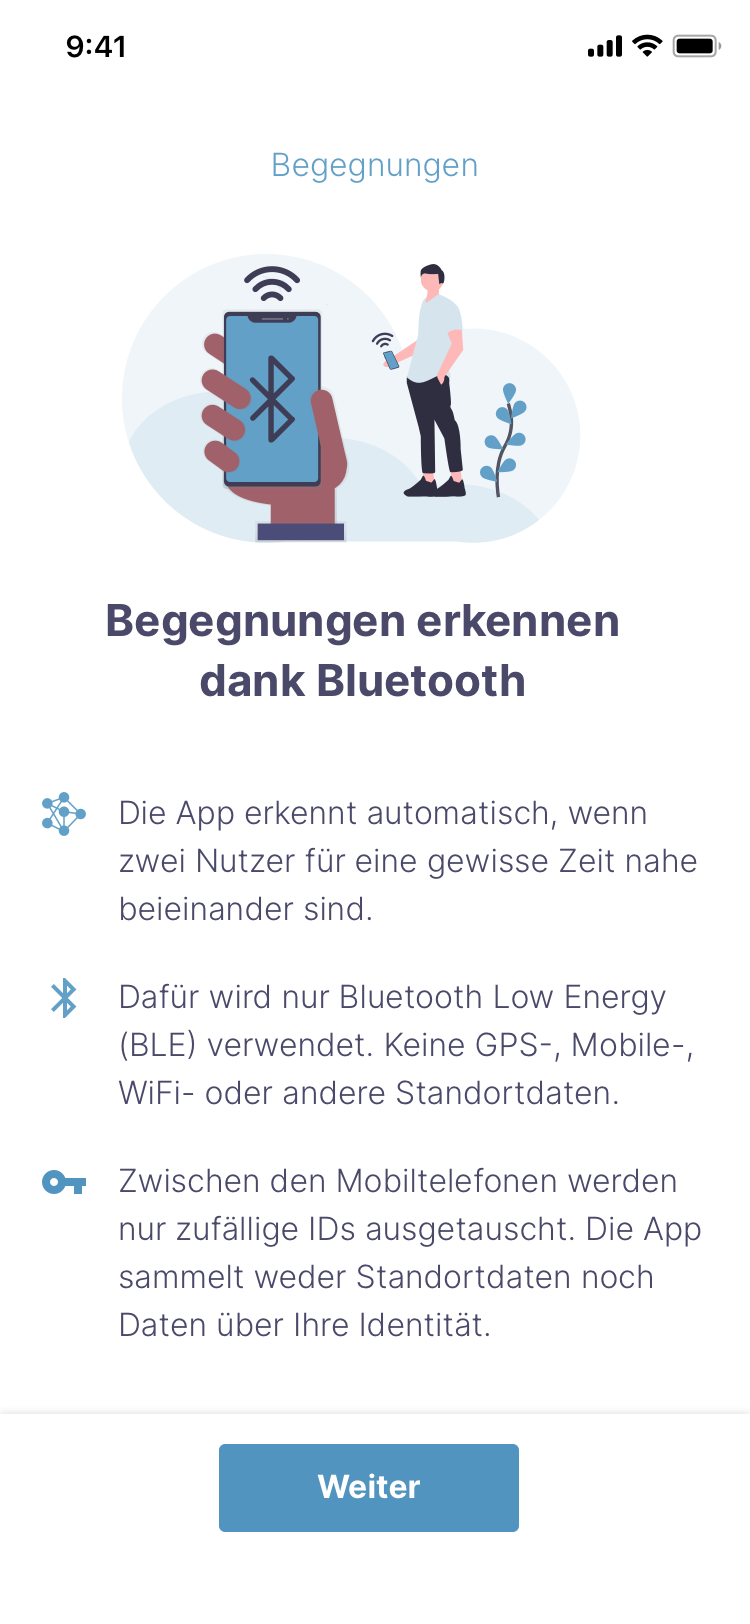 9:41
Begegnungen
Begegnungen erkennen
dank Bluetooth
Die App erkennt automatisch, wenn
zwei Nutzer für eine gewisse Zeit nahe
beieinander sind.
Dafür wird nur Bluetooth Low Energy
(BLE) verwendet. Keine GPS-, Mobile-,
WiFi- oder andere Standortdaten.
Zwischen den Mobiltelefonen werden
nur zufällige IDs ausgetauscht. Die App
sammelt weder Standortdaten noch
Daten über Ihre Identität.
Weiter